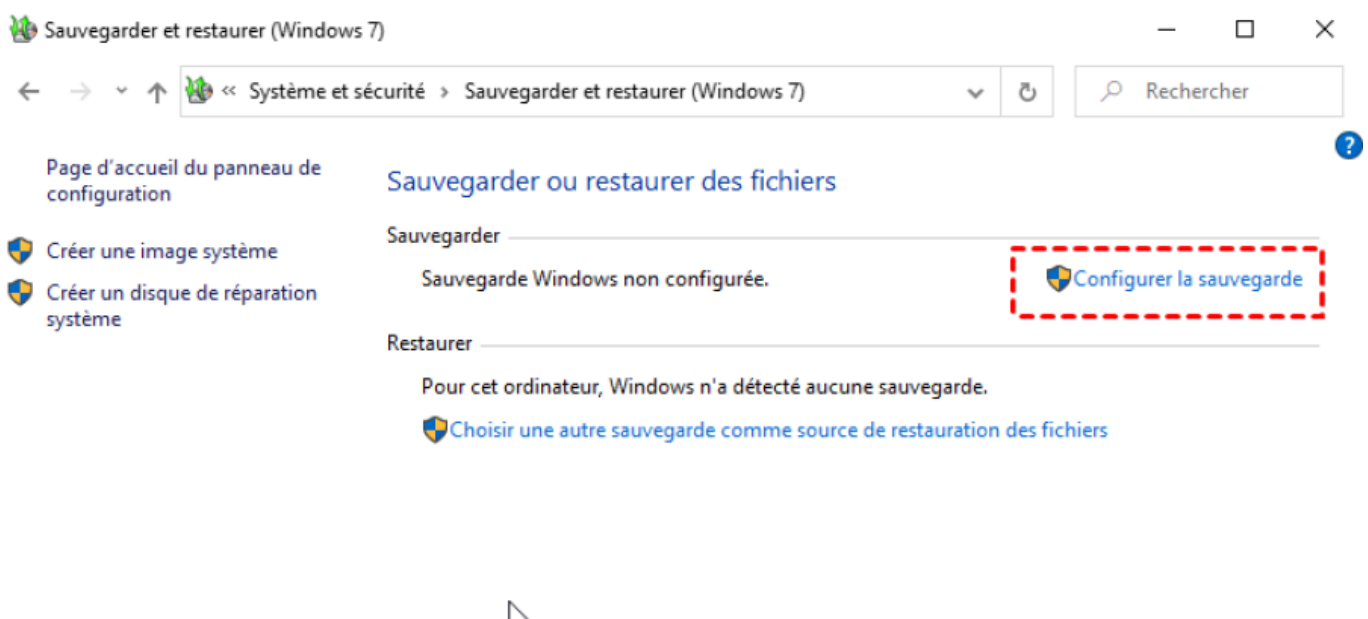 Sauvegarder et restaurer (Windows 7)
« Système et sécurité > Sauvegarder et restaurer (Windows 7)
Rechercher
?
Page d'accueil du panneau de
configuration
Créer une image système
Créer un disque de réparation
système
Sauvegarder ou restaurer des fichiers
Sauvegarder
Sauvegarde Windows non configurée.
Configurer la sauvegarde
Restaurer
Pour cet ordinateur, Windows n'a détecté aucune sauvegarde.
Choisir une autre sauvegarde comme source de restauration des fichiers